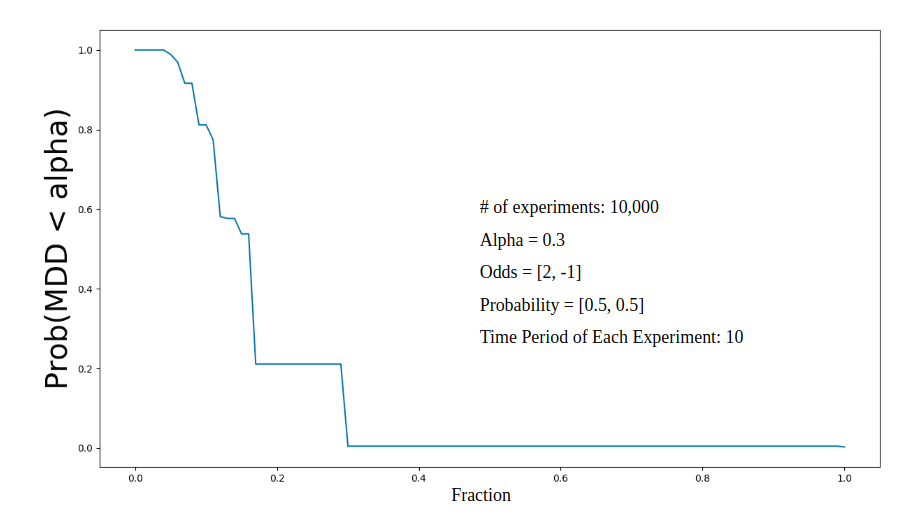 Prob(MDD < alpha)
1.0
0.8
0.6
0.4
0.2
0.0
# of experiments: 10,000
Alpha = 0.3
Odds = [2, -1]
Probability = [0.5, 0.5]
Time Period of Each Experiment: 10
0.0 0.2 0.4 0.6 0.8 1.0
Fraction